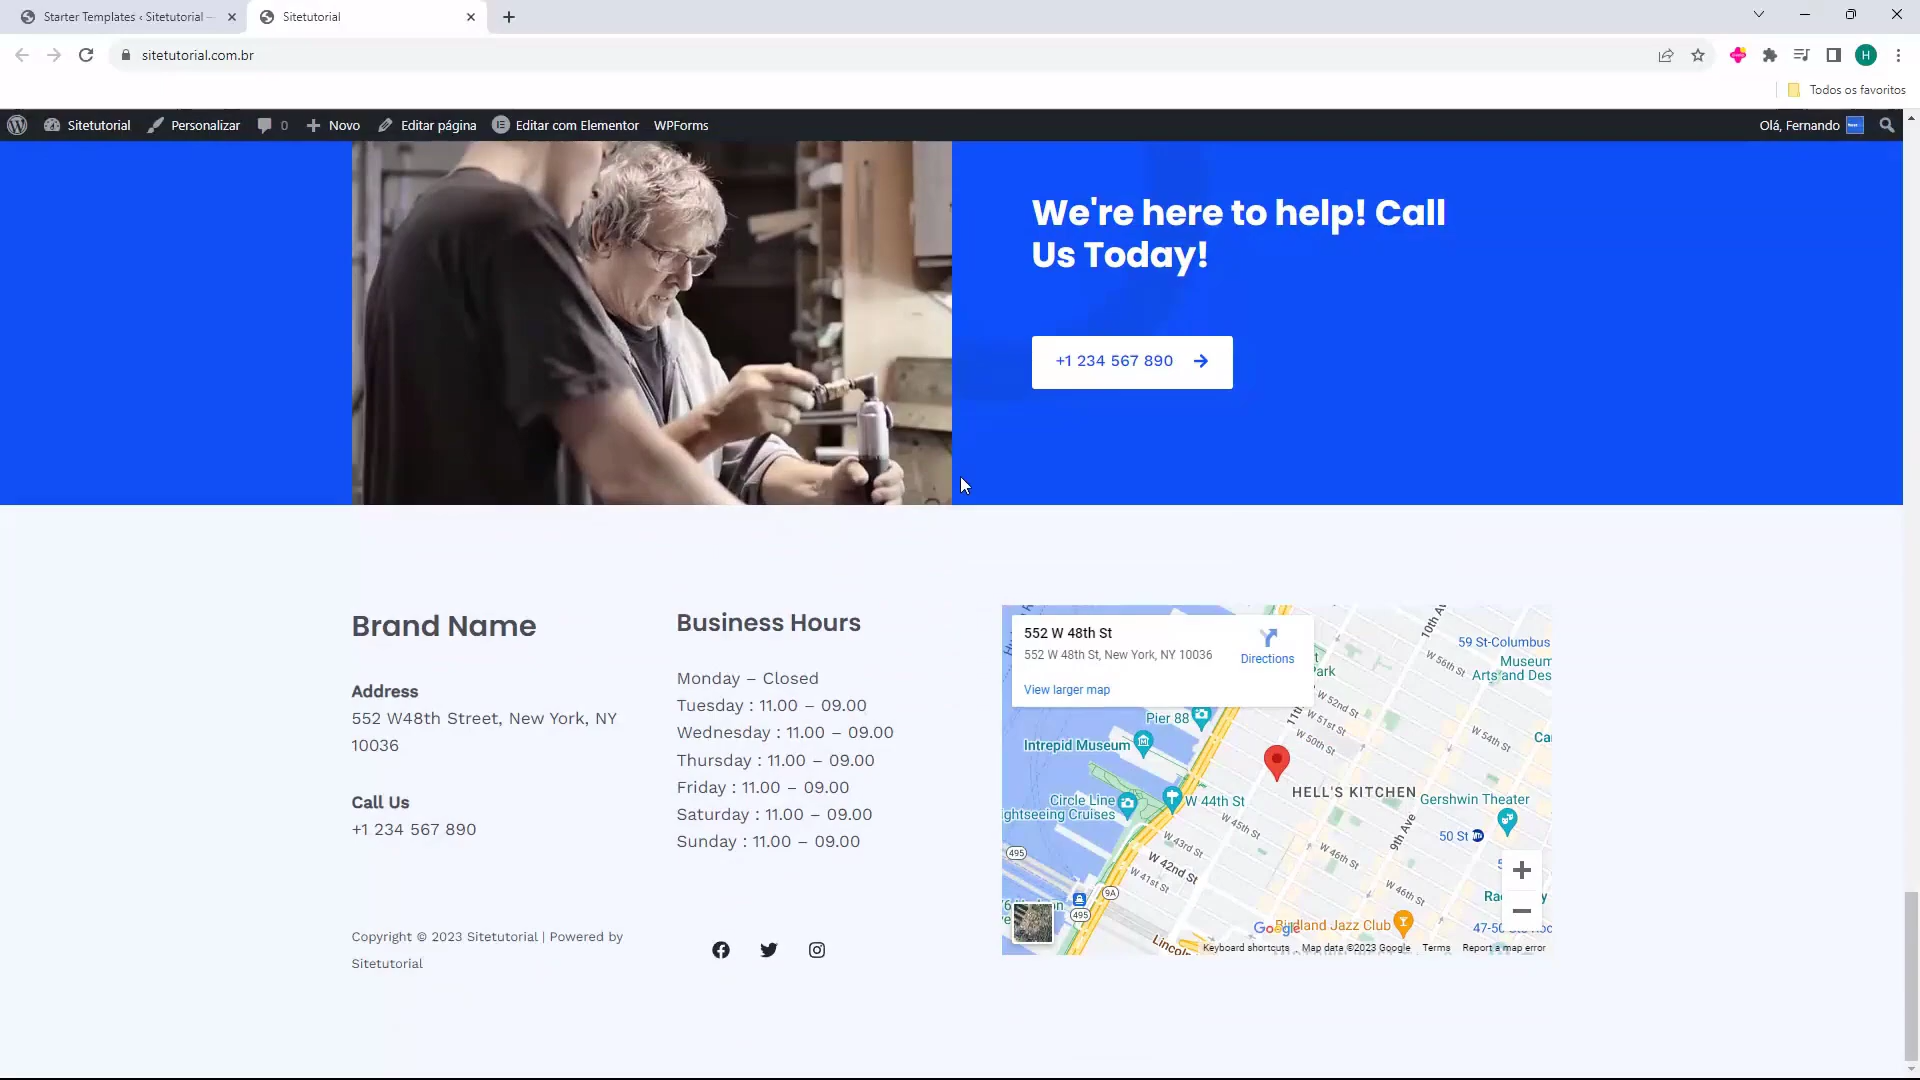 Starter Templates ‹ Sitetutorial —
Sitetutorial
sitetutorial.com.br
H
Todos os favoritos
Sitetutorial
Personalizar
0
Novo
Editar página
Editar com Elementor
WPForms
Olá, Fernando
We're here to help! Call
Us Today!
+1 234 567 890
Brand Name
Address
552 W48th Street, New York, NY
10036
Call Us
+1 234 567 890
Business Hours
Monday – Closed
Tuesday : 11.00 – 09.00
Wednesday : 11.00 – 09.00
Thursday : 11.00 – 09.00
Friday : 11.00 – 09.00
Saturday : 11.00 – 09.00
Sunday : 11.00 – 09.00
552 W 48th St
552 W 48th St, New York, NY 10036
Directions
View larger map
10th Av
59 St-Columbus
Museum
Arts and Des
W 56th St
ark
W 52nd St
11th
W 51st St
W 50th St
W 54th St
Ca
Pier 88
Intrepid Museum
HELL'S KITCHEN
Gershwin Theater
Circle Line
ghtseeing Cruises
W 44th St
W 45th St
9th Ave
50 St
495
W 43rd St
W 42nd St
W 41st St
W 46th St
W 46th St
9A
495
Birdland Jazz Club
Google
Lincol
Keyboard shortcuts
Map data ©2023 Google
Terms
Report a map error
Copyright © 2023 Sitetutorial | Powered by
Sitetutorial